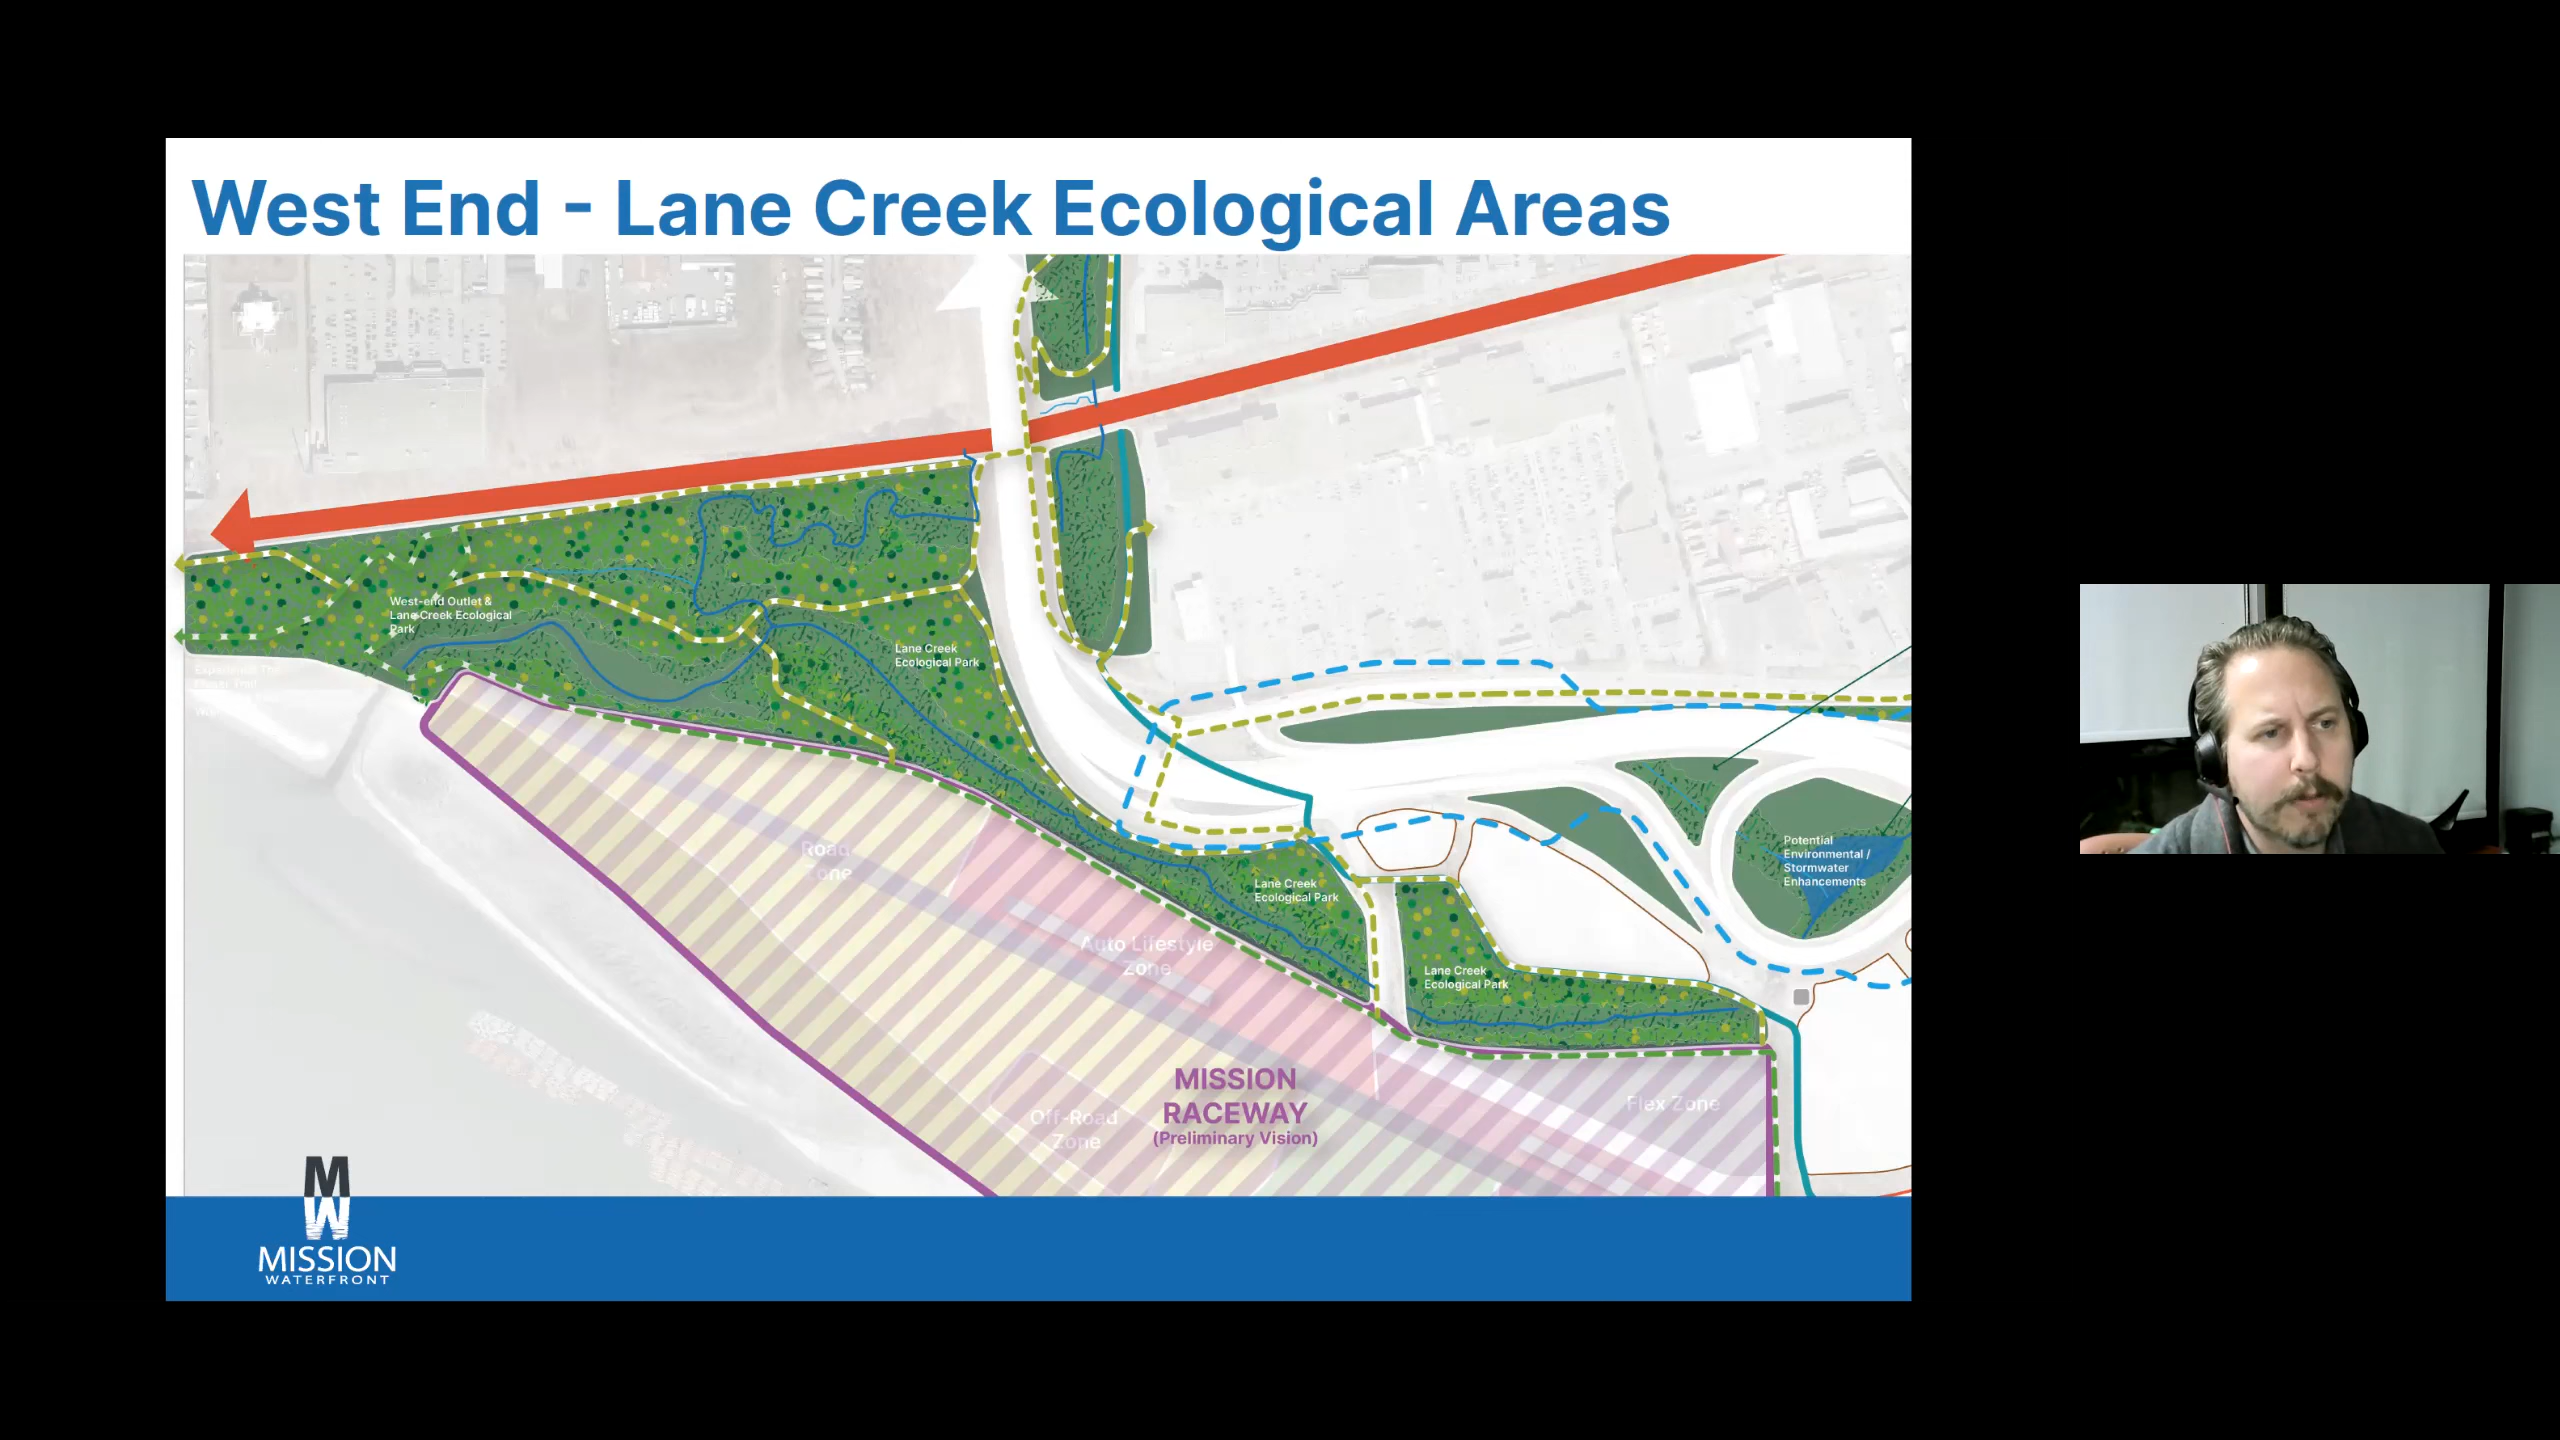 West End - Lane Creek Ecological Areas
West-end Outlet &
Lane Creek Ecological
Park
Lane Creek
Ecological Park
Road
Zone
Auto Lifestyle
Zone
Lane Creek
Ecological Park
Potential
Environmental /
Stormwater
Enhancements
Lane Creek
Ecological Park
MISSION
RACEWAY
(Preliminary Vision)
Off-Road
Zone
Flex Zone
MW
MISSION
WATERFRONT